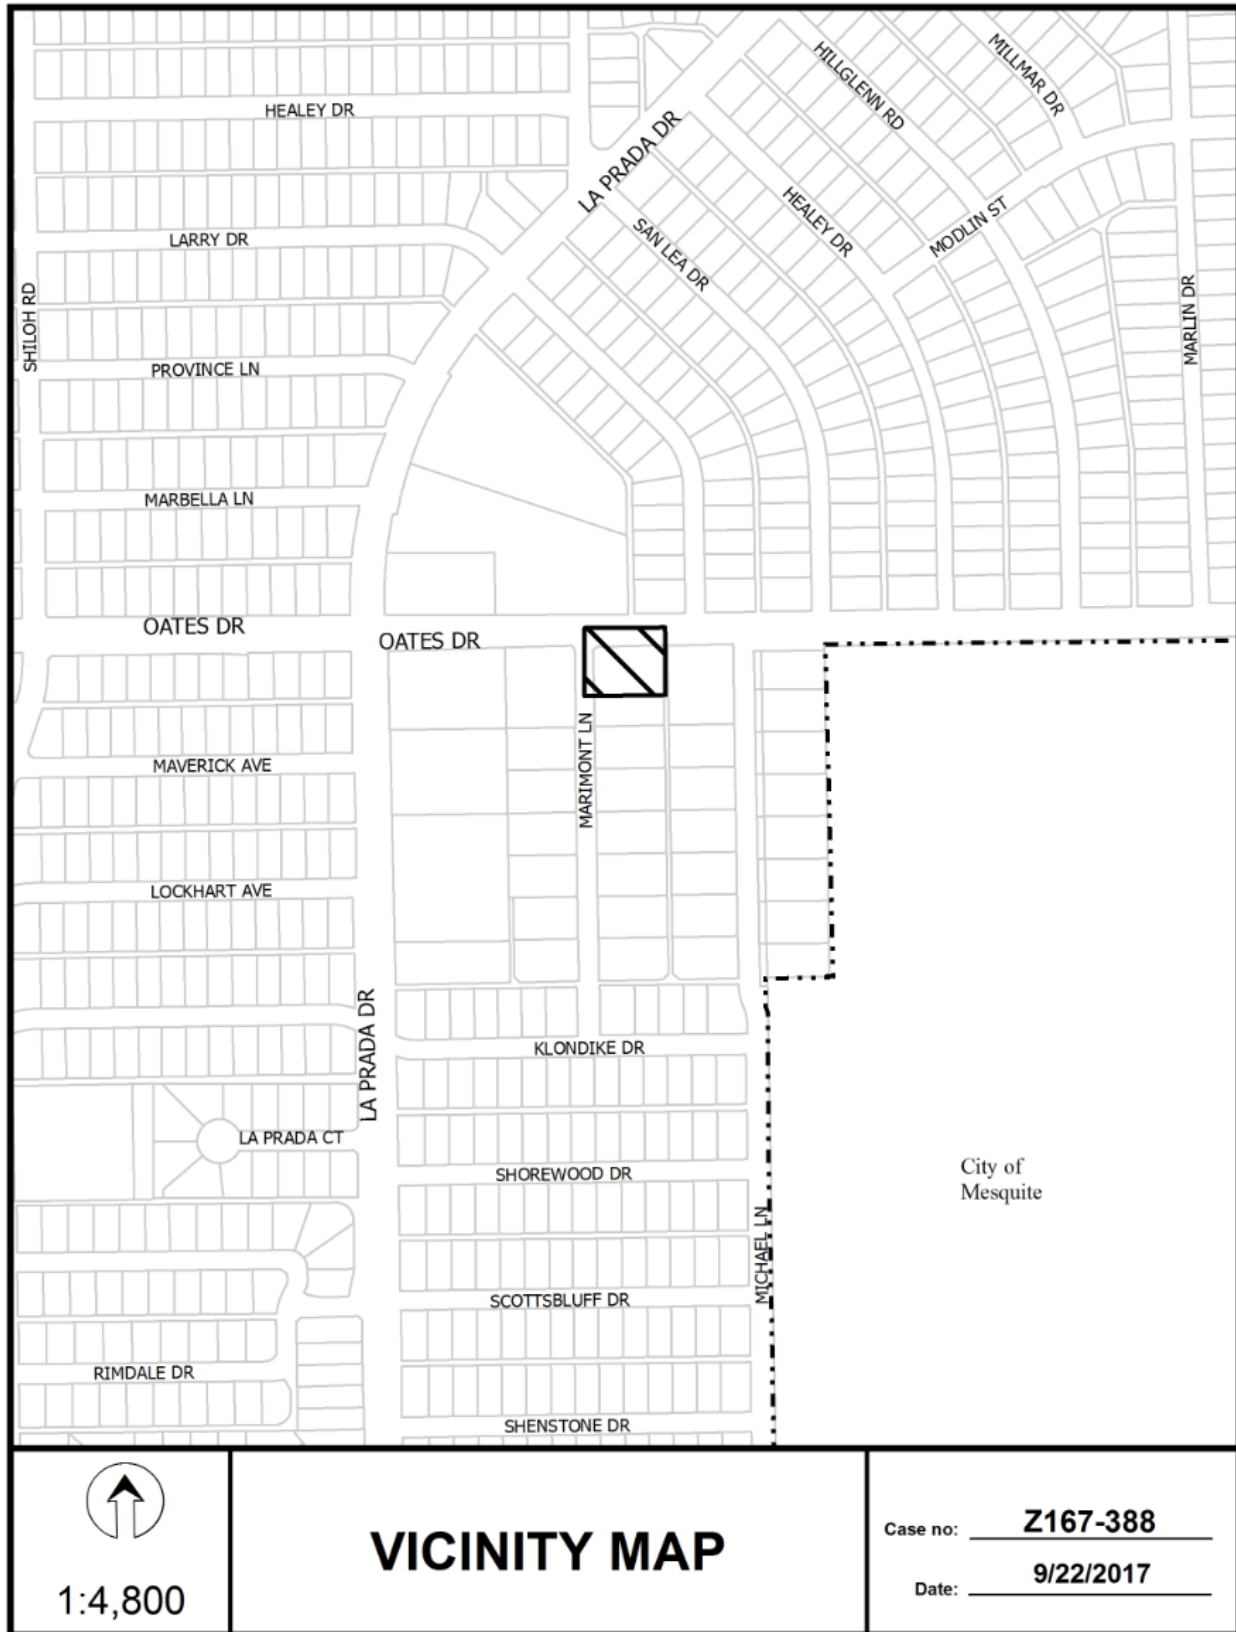 MILLMAR DR
HILLGLENN RD
HEALEY DR
LA PRADA DR
HEALEY DR
MODLIN ST
SAN LEA DR
LARRY DR
SHILOH RD
MARLIN DR
PROVINCE LN
MARBELLA LN
OATES DR
OATES DR
MARIMONT LN
MAVERICK AVE
LOCKHART AVE
LA PRADA DR
KLONDIKE DR
LA PRADA CT
SHOREWOOD DR
City of
Mesquite
MICHAEL LN
SCOTTSBLUFF DR
RIMDALE DR
SHENSTONE DR
1:4,800
VICINITY MAP
Case no: Z167-388
Date: 9/22/2017